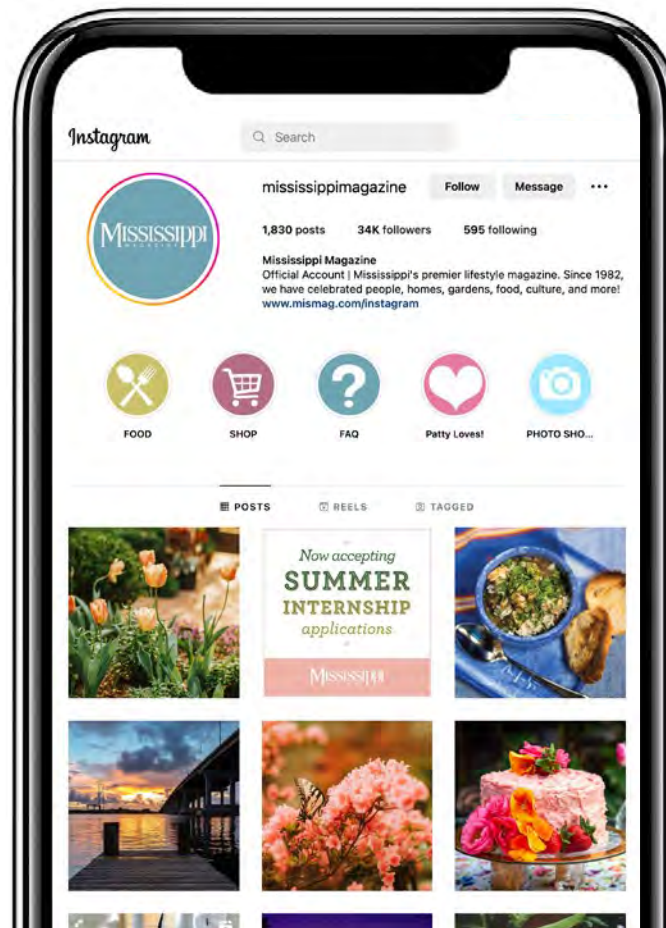 Instagram
Search
mississippimagazine Follow Message
1,830 posts 34K followers 595 following
Mississippi Magazine
Official Account | Mississippi's premier lifestyle magazine. Since 1982,
we have celebrated people, homes, gardens, food, culture, and more!
www.mismag.com/instagram
MISSISSIPPI
MAGAZINE
FOOD SHOP FAQ Patty Loves! PHOTO SHO...
POSTS REELS TAGGED
Now accepting
SUMMER
INTERNSHIP
applications
MISSISSIPPI